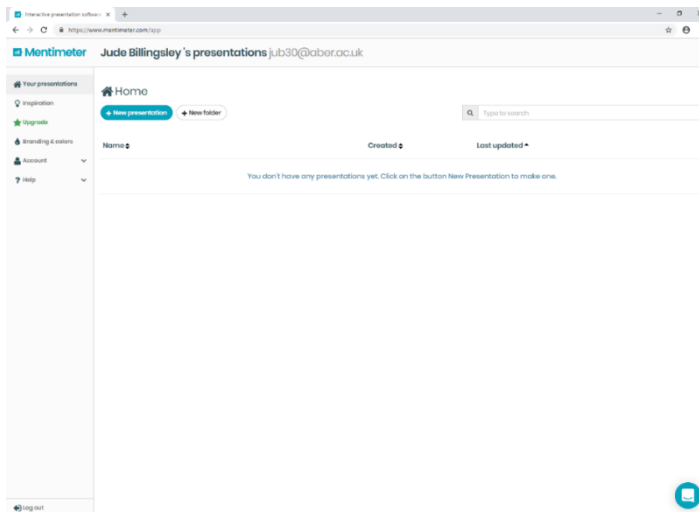 Interactive presentation softwar
https://www.mentimeter.com/app
Mentimeter
Jude Billingsley 's presentations jub30@aber.ac.uk
Your presentations
Inspiration
Upgrade
Branding & colors
Account
? Help
Home
+ New presentation
+ New folder
Type to search
Name
Created
Last updated
You don't have any presentations yet. Click on the button New Presentation to make one.
Log out